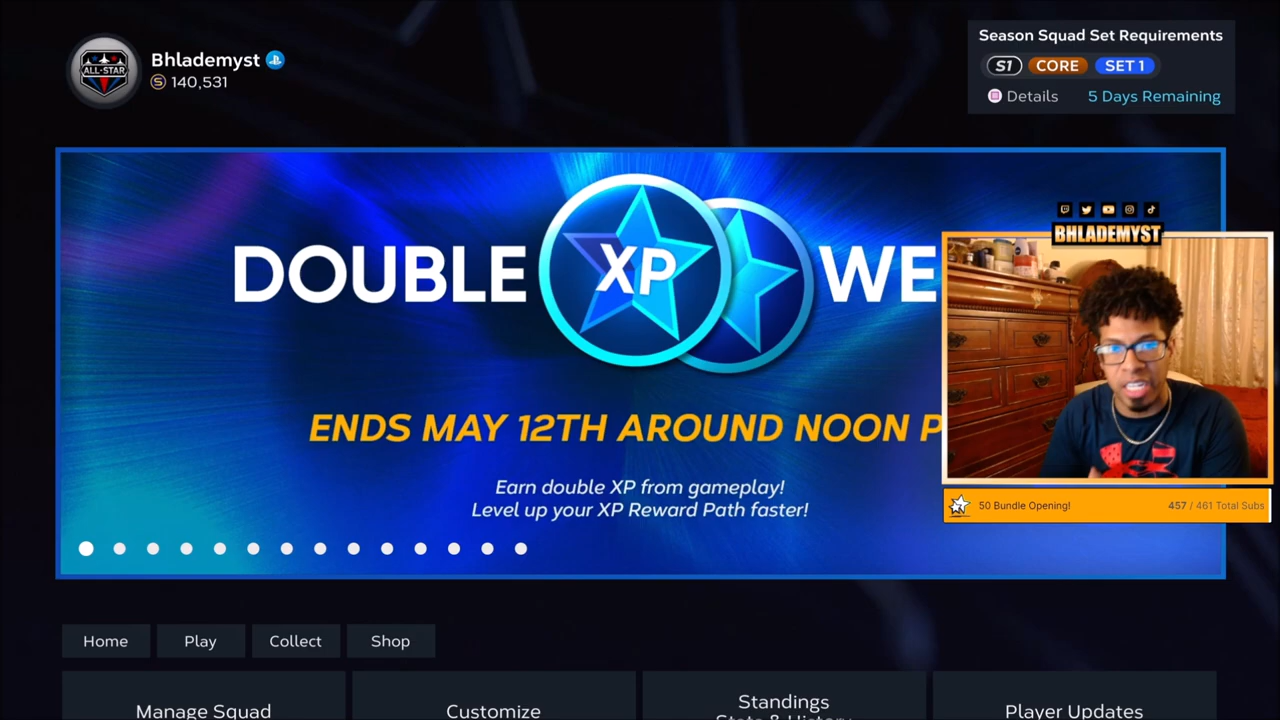 Bhlademyst
140,531
ALL-STAR
Season Squad Set Requirements
S1 CORE SET 1
Details 5 Days Remaining
DOUBLE XP WE
ENDS MAY 12TH AROUND NOON P
Earn double XP from gameplay!
Level up your XP Reward Path faster!
BHLADEMYST
50 Bundle Opening! 457 / 461 Total Subs
Home Play Collect Shop
Manage Squad Customize Standings Player Updates
Stats & History